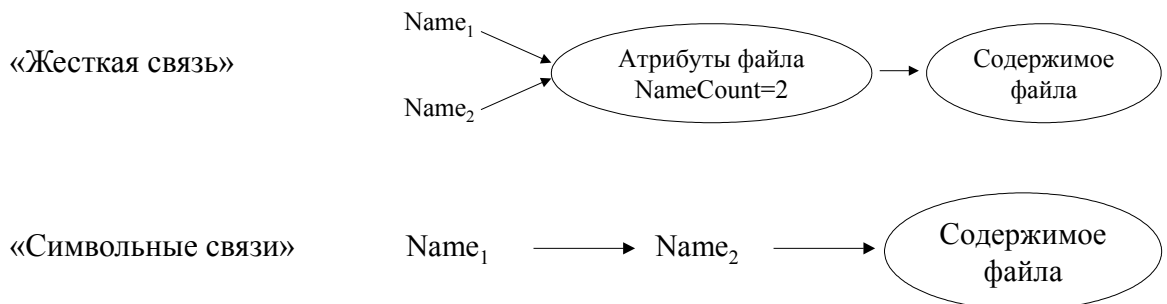 Name₁
«Жесткая связь»
Атрибуты файла
NameCount=2
Содержимое
файла
Name₂
«Символьные связи»
Name₁
Name₂
Содержимое
файла